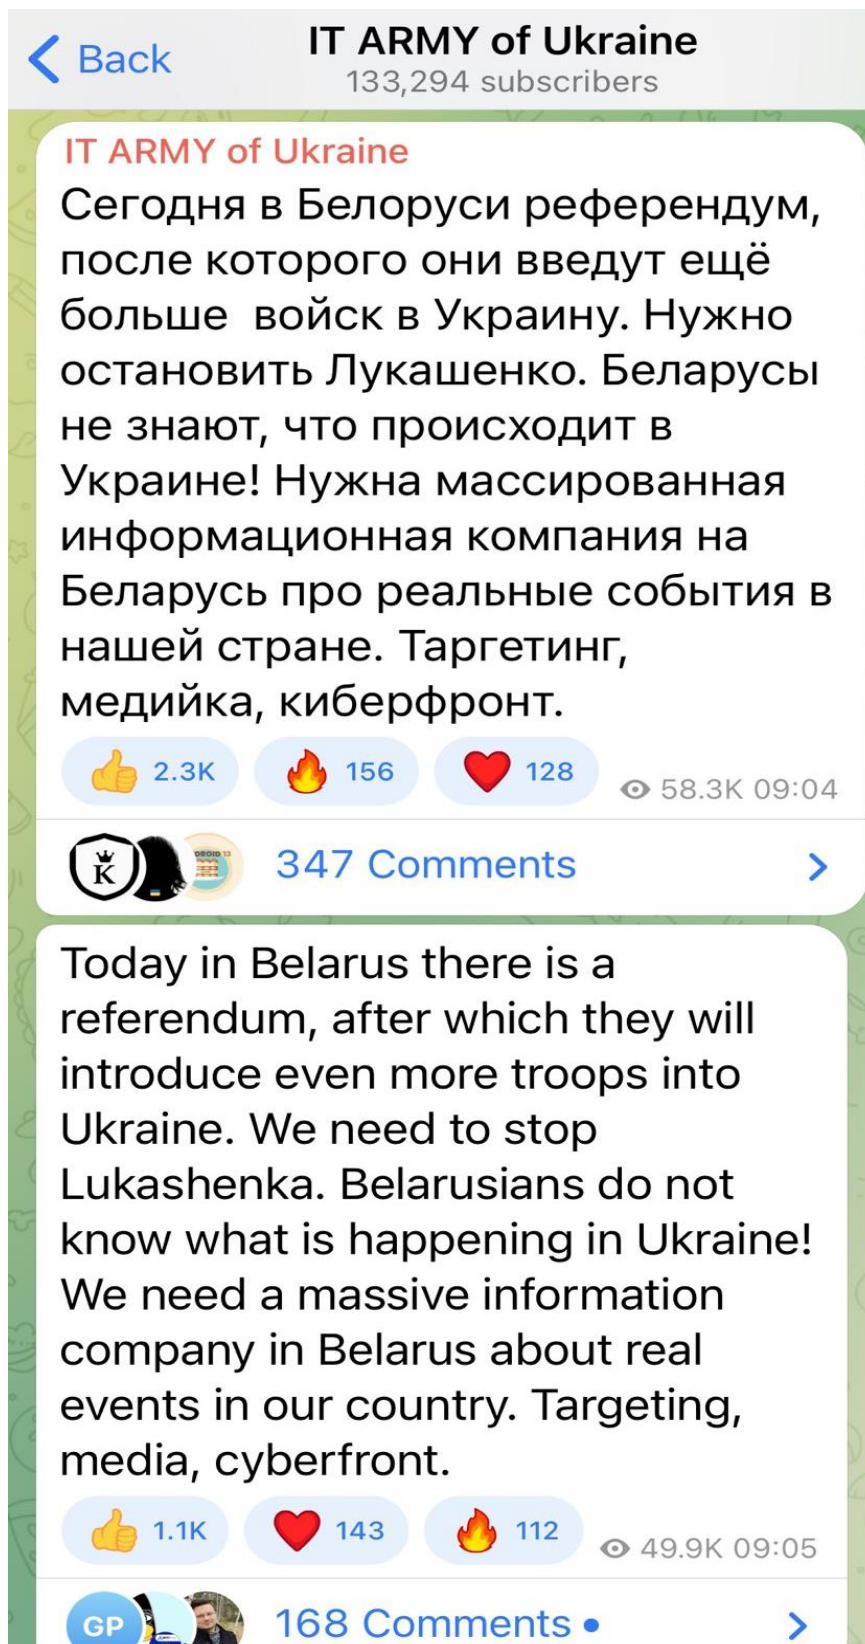 Back
IT ARMY of Ukraine
133,294 subscribers
IT ARMY of Ukraine
Сегодня в Белоруси референдум,
после которого они введут ещё
больше  войск в Украину. Нужно
остановить Лукашенко. Беларусы
не знают, что происходит в
Украине! Нужна массированная
информационная компания на
Беларусь про реальные события в
нашей стране. Таргетинг,
медийка, киберфронт.
2.3K 156 128 58.3K 09:04
K DROID 13
347 Comments
Today in Belarus there is a
referendum, after which they will
introduce even more troops into
Ukraine. We need to stop
Lukashenka. Belarusians do not
know what is happening in Ukraine!
We need a massive information
company in Belarus about real
events in our country. Targeting,
media, cyberfront.
1.1K 143 112 49.9K 09:05
GP
168 Comments